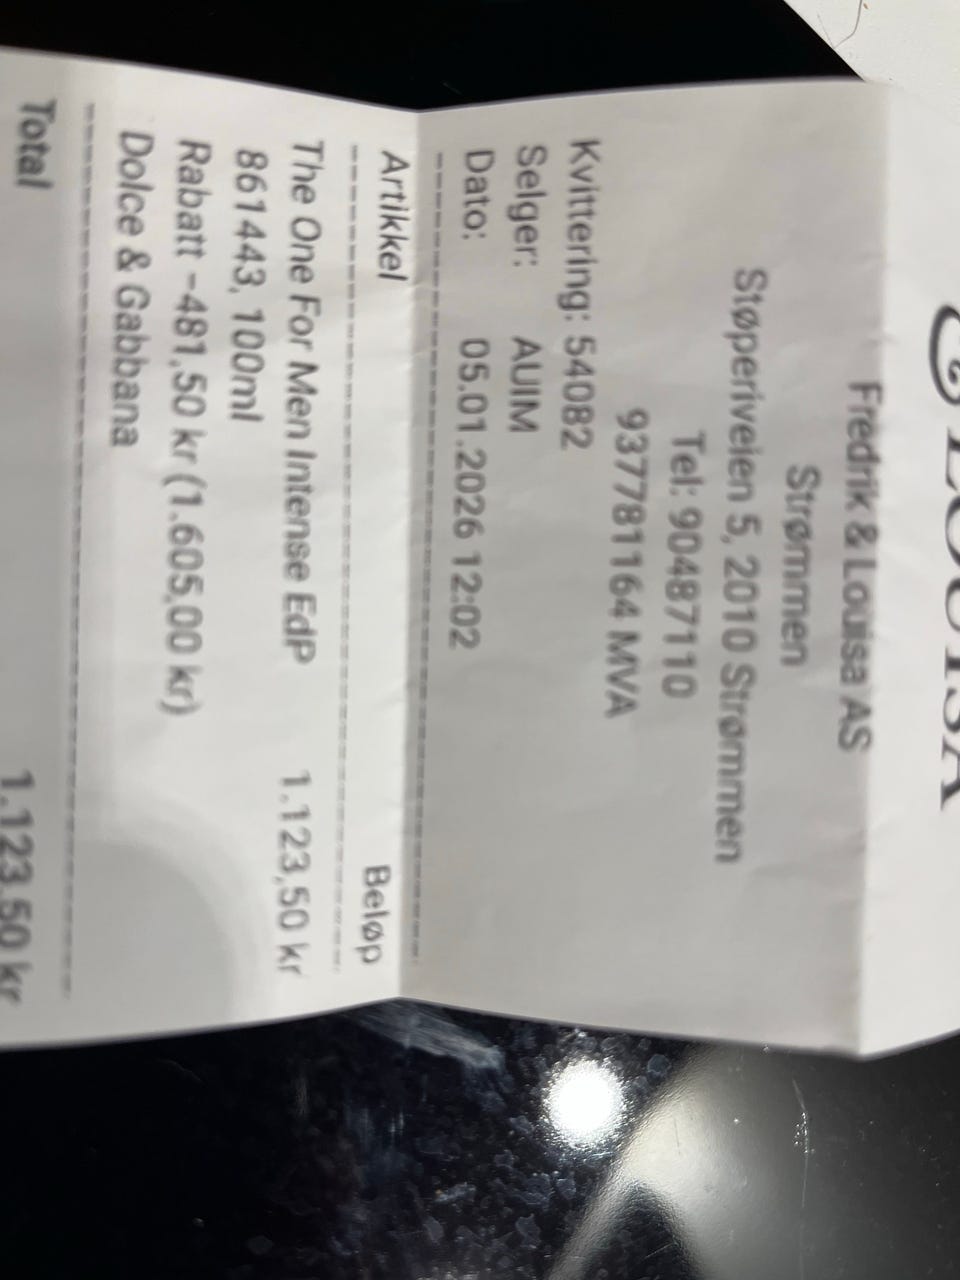 LOUISA
Fredrik & Louisa AS
Strømmen
Støperiveien 5, 2010 Strømmen
Tel: 90487110
937781164 MVA
Kvittering: 54082
Selger: AUIM
Dato: 05.01.2026 12:02
Artikkel Beløp
The One For Men Intense EdP 1.123,50 kr
861443, 100ml
Rabatt -481,50 kr (1.605,00 kr)
Dolce & Gabbana
Total 1.123,50 kr